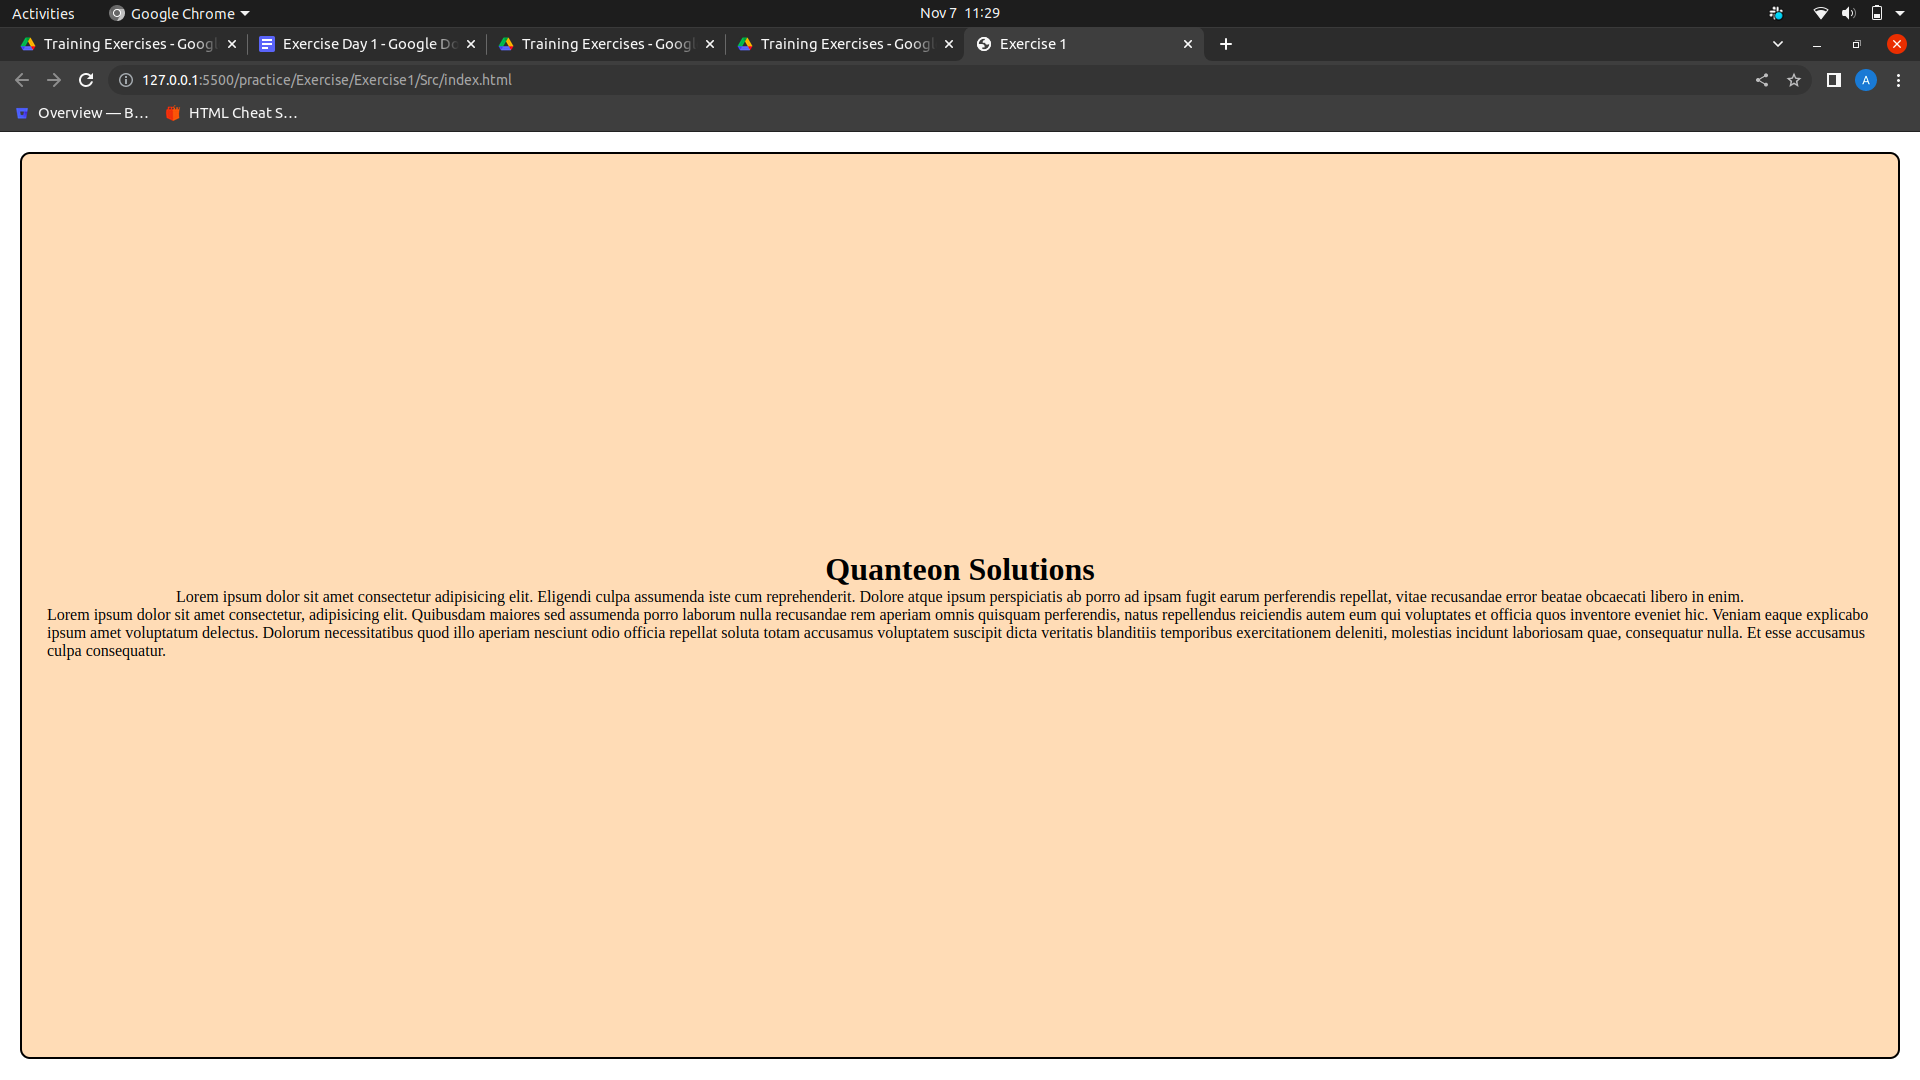 Activities Google Chrome Nov 7 11:29
Training Exercises - Googl Exercise Day 1 - Google Do Training Exercises - Googl Training Exercises - Googl Exercise 1
127.0.0.1:5500/practice/Exercise/Exercise1/Src/index.html A
Overview — B… HTML Cheat S…
Quanteon Solutions
Lorem ipsum dolor sit amet consectetur adipisicing elit. Eligendi culpa assumenda iste cum reprehenderit. Dolore atque ipsum perspiciatis ab porro ad ipsam fugit earum perferendis repellat, vitae recusandae error beatae obcaecati libero in enim.
Lorem ipsum dolor sit amet consectetur, adipisicing elit. Quibusdam maiores sed assumenda porro laborum nulla recusandae rem aperiam omnis quisquam perferendis, natus repellendus reiciendis autem eum qui voluptates et officia quos inventore eveniet hic. Veniam eaque explicabo
ipsum amet voluptatum delectus. Dolorum necessitatibus quod illo aperiam nesciunt odio officia repellat soluta totam accusamus voluptatem suscipit dicta veritatis blanditiis temporibus exercitationem deleniti, molestias incidunt laboriosam quae, consequatur nulla. Et esse accusamus
culpa consequatur.